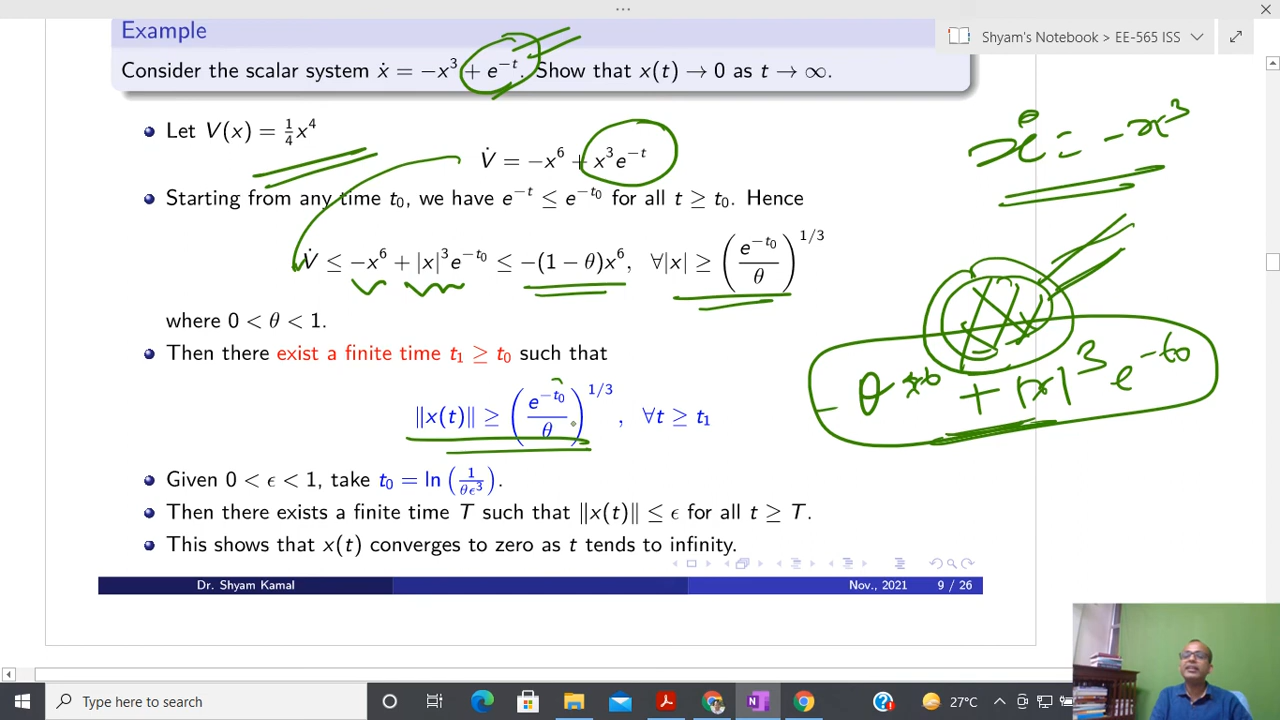 Shyam's Notebook > EE-565 ISS
Example
Consider the scalar system ẋ = −x³ + e^{−t}. Show that x(t) → 0 as t → ∞.
ẋ = −x³
Let V(x) = ¼x⁴
V̇ = −x⁶ + x³e^{−t}
Starting from any time t₀, we have e^{−t} ≤ e^{−t₀} for all t ≥ t₀. Hence
V̇ ≤ −x⁶ + |x|³e^{−t₀} ≤ −(1 − θ)x⁶, ∀|x| ≥ (e^{−t₀}/θ)^{1/3}
where 0 < θ < 1.
Then there exist a finite time t₁ ≥ t₀ such that
−θx⁶ + |x|³e^{−t₀}
‖x(t)‖ ≥ (e^{−t₀}/θ)^{1/3}, ∀t ≥ t₁
Given 0 < ϵ < 1, take t₀ = ln(1/θϵ³).
Then there exists a finite time T such that ‖x(t)‖ ≤ ϵ for all t ≥ T.
This shows that x(t) converges to zero as t tends to infinity.
Dr. Shyam Kamal Nov., 2021 9 / 26
Type here to search
27°C